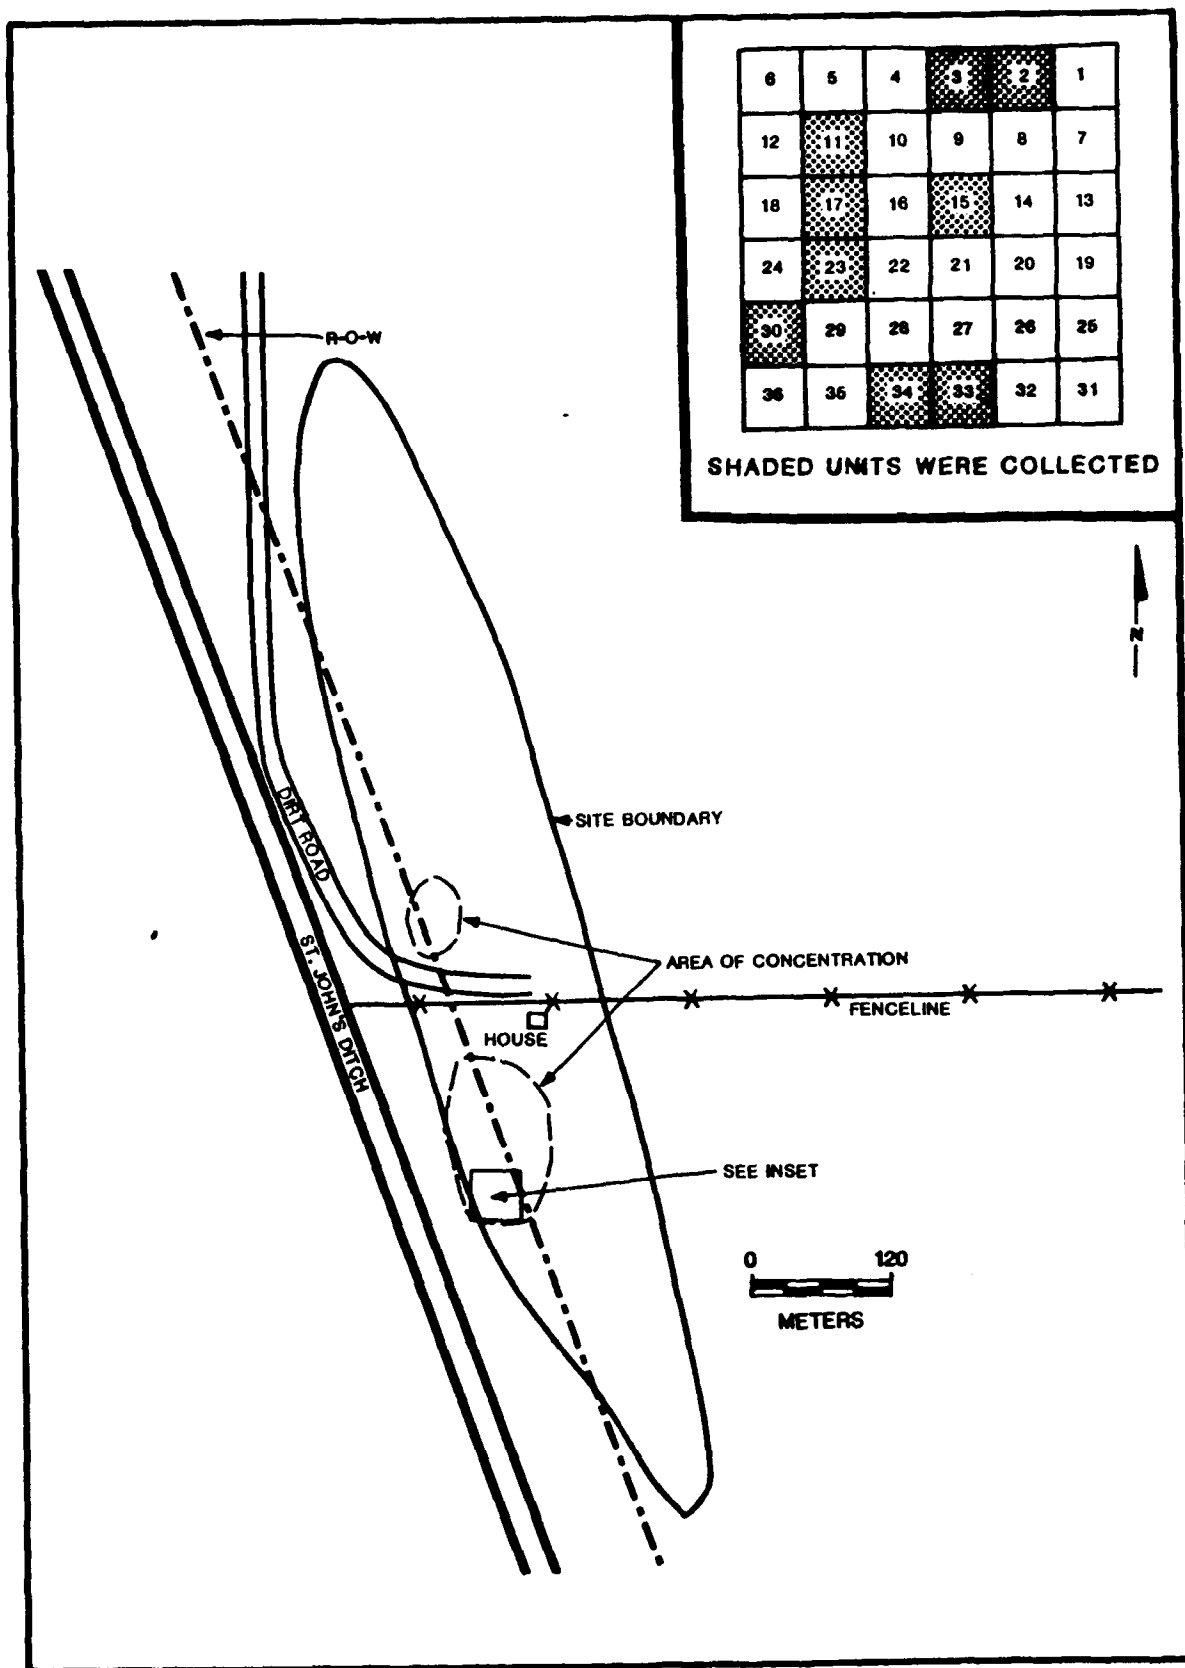 6 5 4 3 2 1
12 11 10 9 8 7
18 17 16 15 14 13
24 23 22 21 20 19
30 29 28 27 26 25
36 35 34 33 32 31
SHADED UNITS WERE COLLECTED
R-O-W
N
DIRT ROAD
SITE BOUNDARY
ST. JOHN'S DITCH
AREA OF CONCENTRATION
FENCELINE
HOUSE
SEE INSET
0 120
METERS